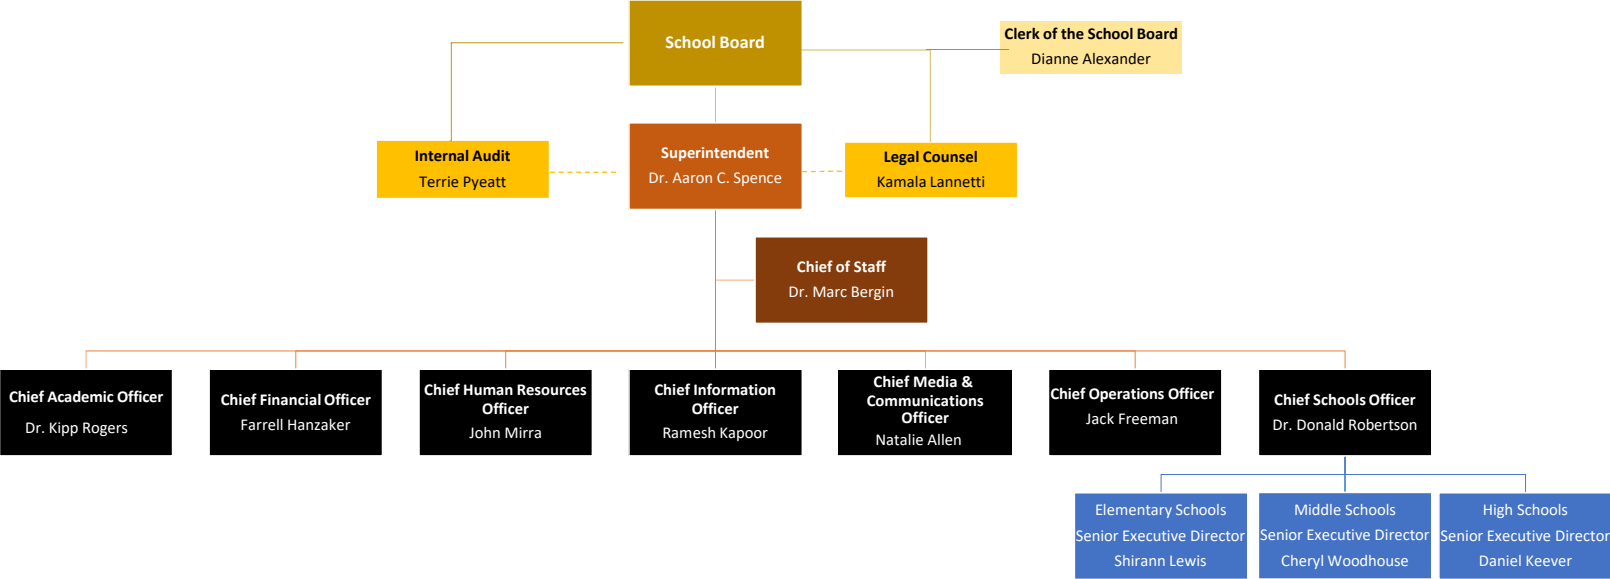 School Board
Clerk of the School Board
Dianne Alexander
Internal Audit
Terrie Pyeatt
Superintendent
Dr. Aaron C. Spence
Legal Counsel
Kamala Lannetti
Chief of Staff
Dr. Marc Bergin
Chief Academic Officer
Dr. Kipp Rogers
Chief Financial Officer
Farrell Hanzaker
Chief Human Resources
Officer
John Mirra
Chief Information
Officer
Ramesh Kapoor
Chief Media &
Communications
Officer
Natalie Allen
Chief Operations Officer
Jack Freeman
Chief Schools Officer
Dr. Donald Robertson
Elementary Schools
Senior Executive Director
Shirann Lewis
Middle Schools
Senior Executive Director
Cheryl Woodhouse
High Schools
Senior Executive Director
Daniel Keever